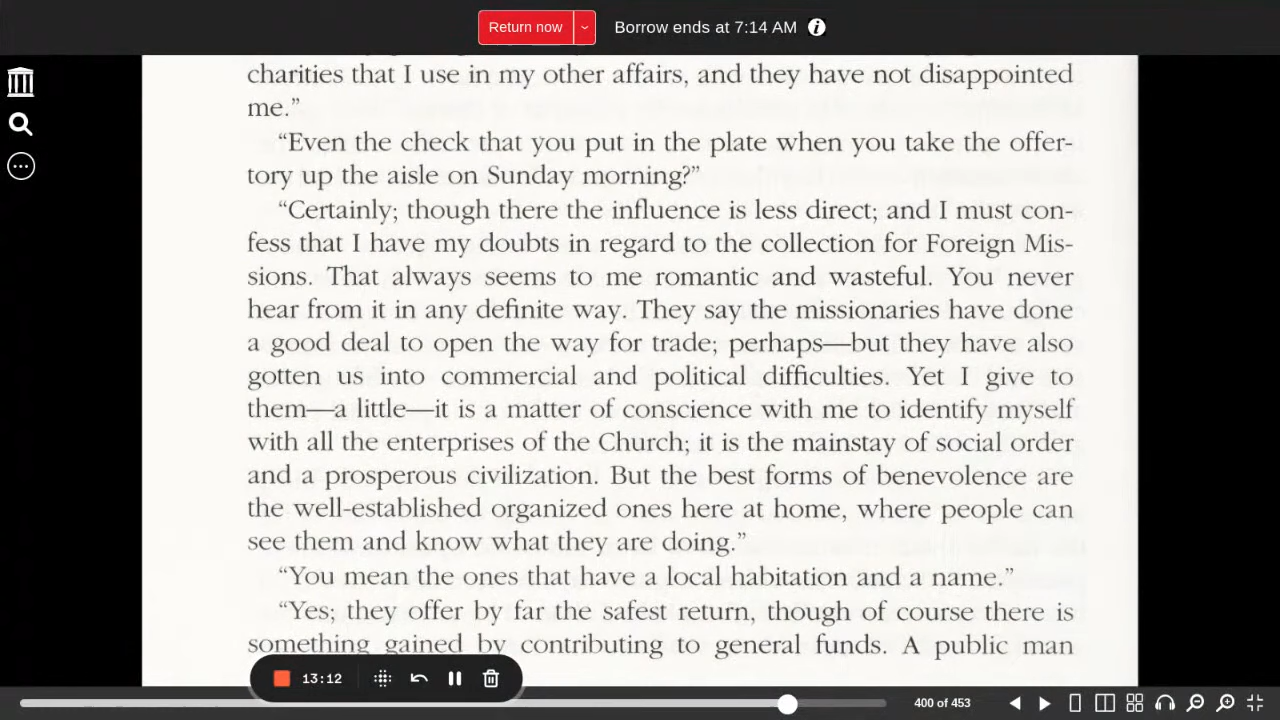 Return now
Borrow ends at 7:14 AM
charities that I use in my other affairs, and they have not disappointed
me.”
“Even the check that you put in the plate when you take the offer-
tory up the aisle on Sunday morning?”
“Certainly; though there the influence is less direct; and I must con-
fess that I have my doubts in regard to the collection for Foreign Mis-
sions. That always seems to me romantic and wasteful. You never
hear from it in any definite way. They say the missionaries have done
a good deal to open the way for trade; perhaps—but they have also
gotten us into commercial and political difficulties. Yet I give to
them—a little—it is a matter of conscience with me to identify myself
with all the enterprises of the Church; it is the mainstay of social order
and a prosperous civilization. But the best forms of benevolence are
the well-established organized ones here at home, where people can
see them and know what they are doing.”
“You mean the ones that have a local habitation and a name.”
“Yes; they offer by far the safest return, though of course there is
something gained by contributing to general funds. A public man
13:12
400 of 453